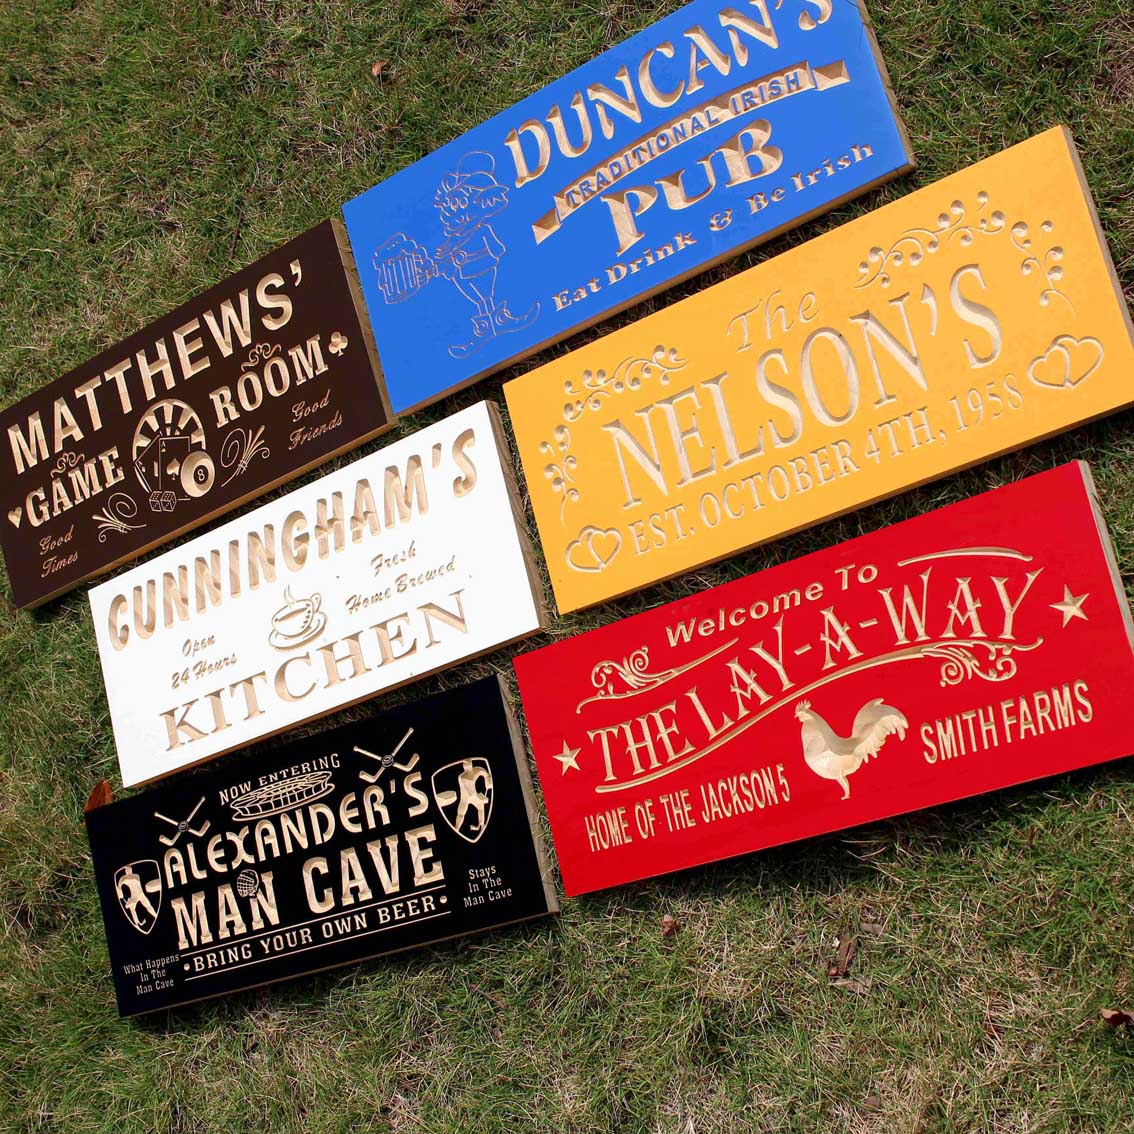 DUNCAN'S
TRADITIONAL IRISH
PUB
Eat Drink & Be Irish
MATTHEWS'
GAME ROOM
Good
Times
Good
Friends
A
8
The
NELSON'S
EST. OCTOBER 4TH, 1958
CUNNINGHAM'S
Open
24 Hours
Fresh
Home Brewed
KITCHEN
Welcome To
THE LAY-A-WAY
HOME OF THE JACKSON 5
SMITH FARMS
NOW ENTERING
ALEXANDER'S
MAN CAVE
·BRING YOUR OWN BEER·
What Happens
In The
Man Cave
Stays
In The
Man Cave